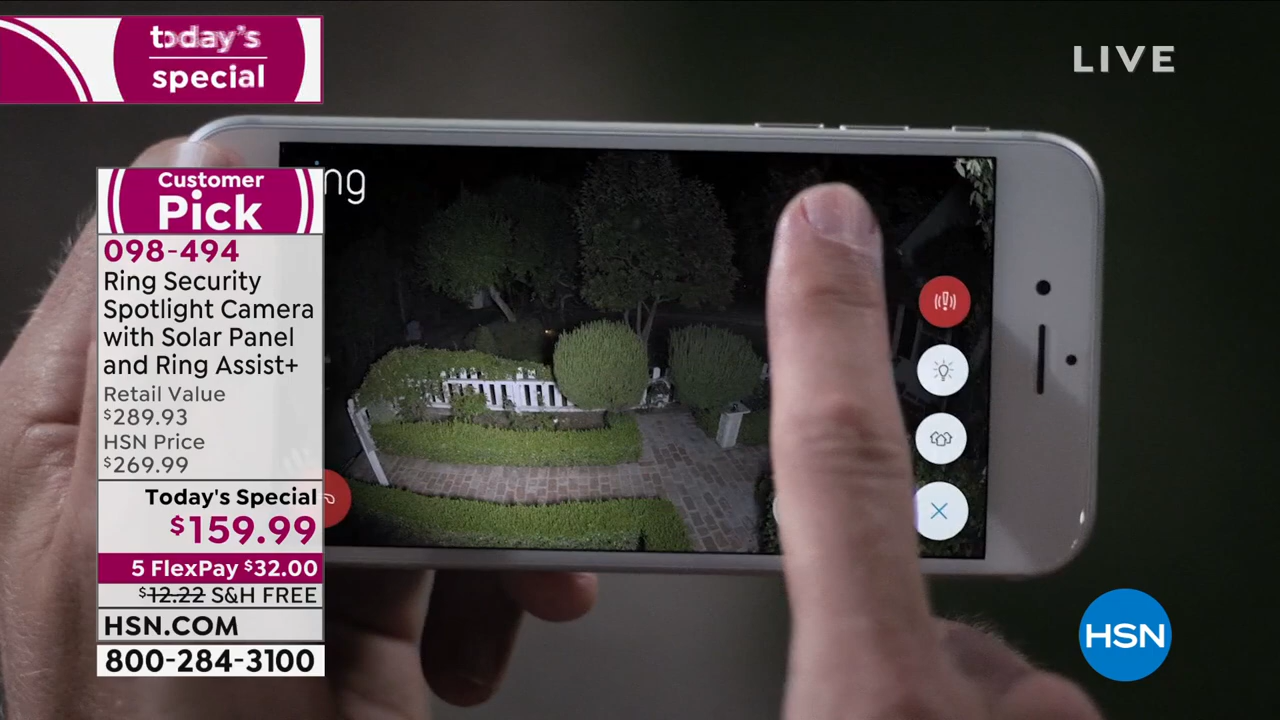 today's
special
LIVE
Customer
Pick
098-494
Ring Security
Spotlight Camera
with Solar Panel
and Ring Assist+
Retail Value
$289.93
HSN Price
$269.99
Today's Special
$159.99
5 FlexPay $32.00
$12.22 S&H FREE
HSN.COM
800-284-3100
ng
HSN